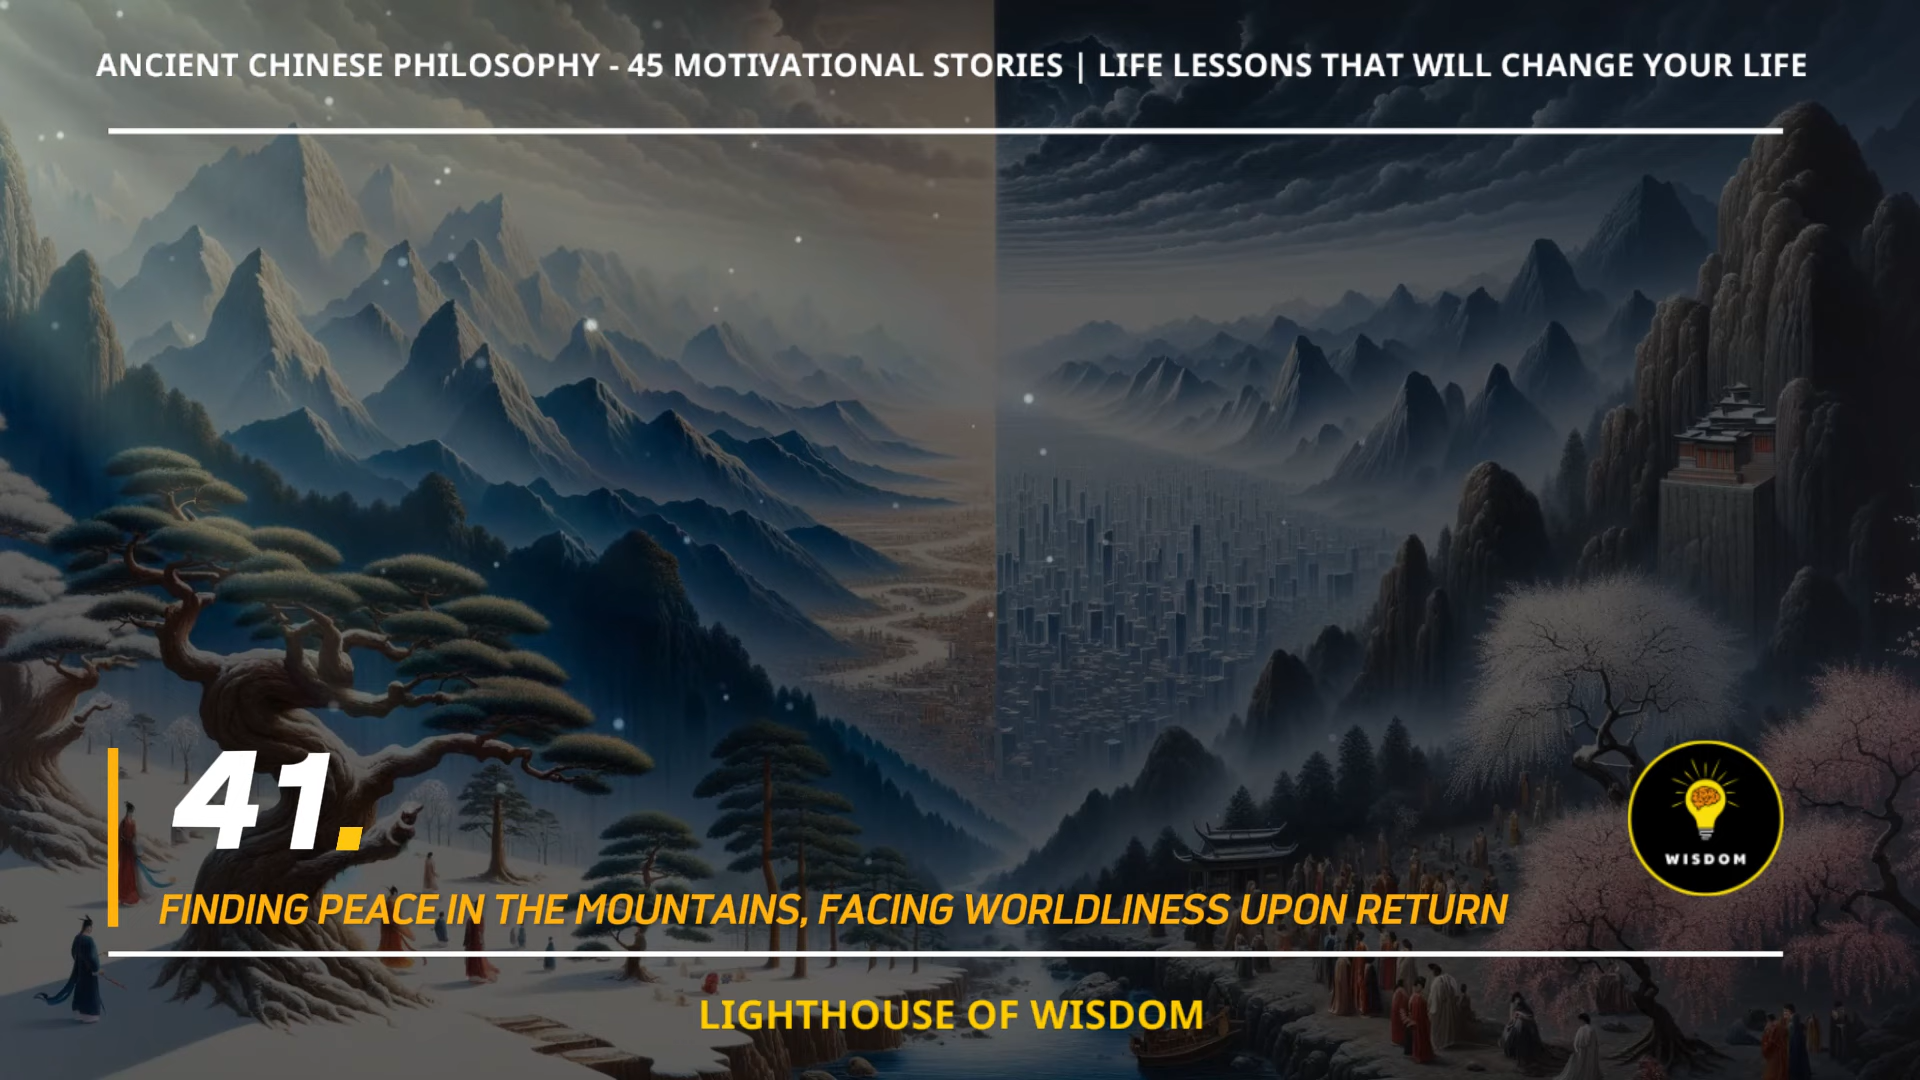 ANCIENT CHINESE PHILOSOPHY - 45 MOTIVATIONAL STORIES | LIFE LESSONS THAT WILL CHANGE YOUR LIFE
41.
WISDOM
FINDING PEACE IN THE MOUNTAINS, FACING WORLDLINESS UPON RETURN
LIGHTHOUSE OF WISDOM